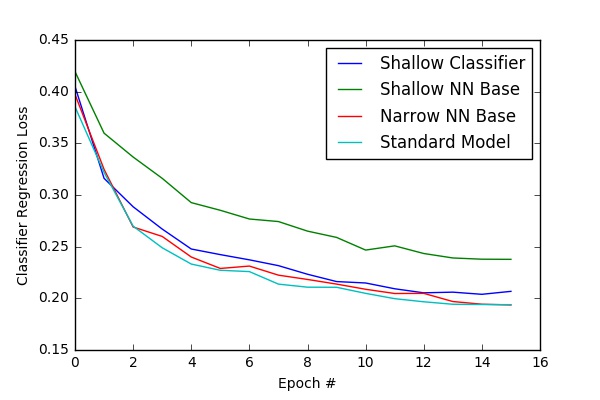 0.45
0.40
0.35
0.30
0.25
0.20
0.15
Classifier Regression Loss
Shallow Classifier
Shallow NN Base
Narrow NN Base
Standard Model
0 2 4 6 8 10 12 14 16
Epoch #